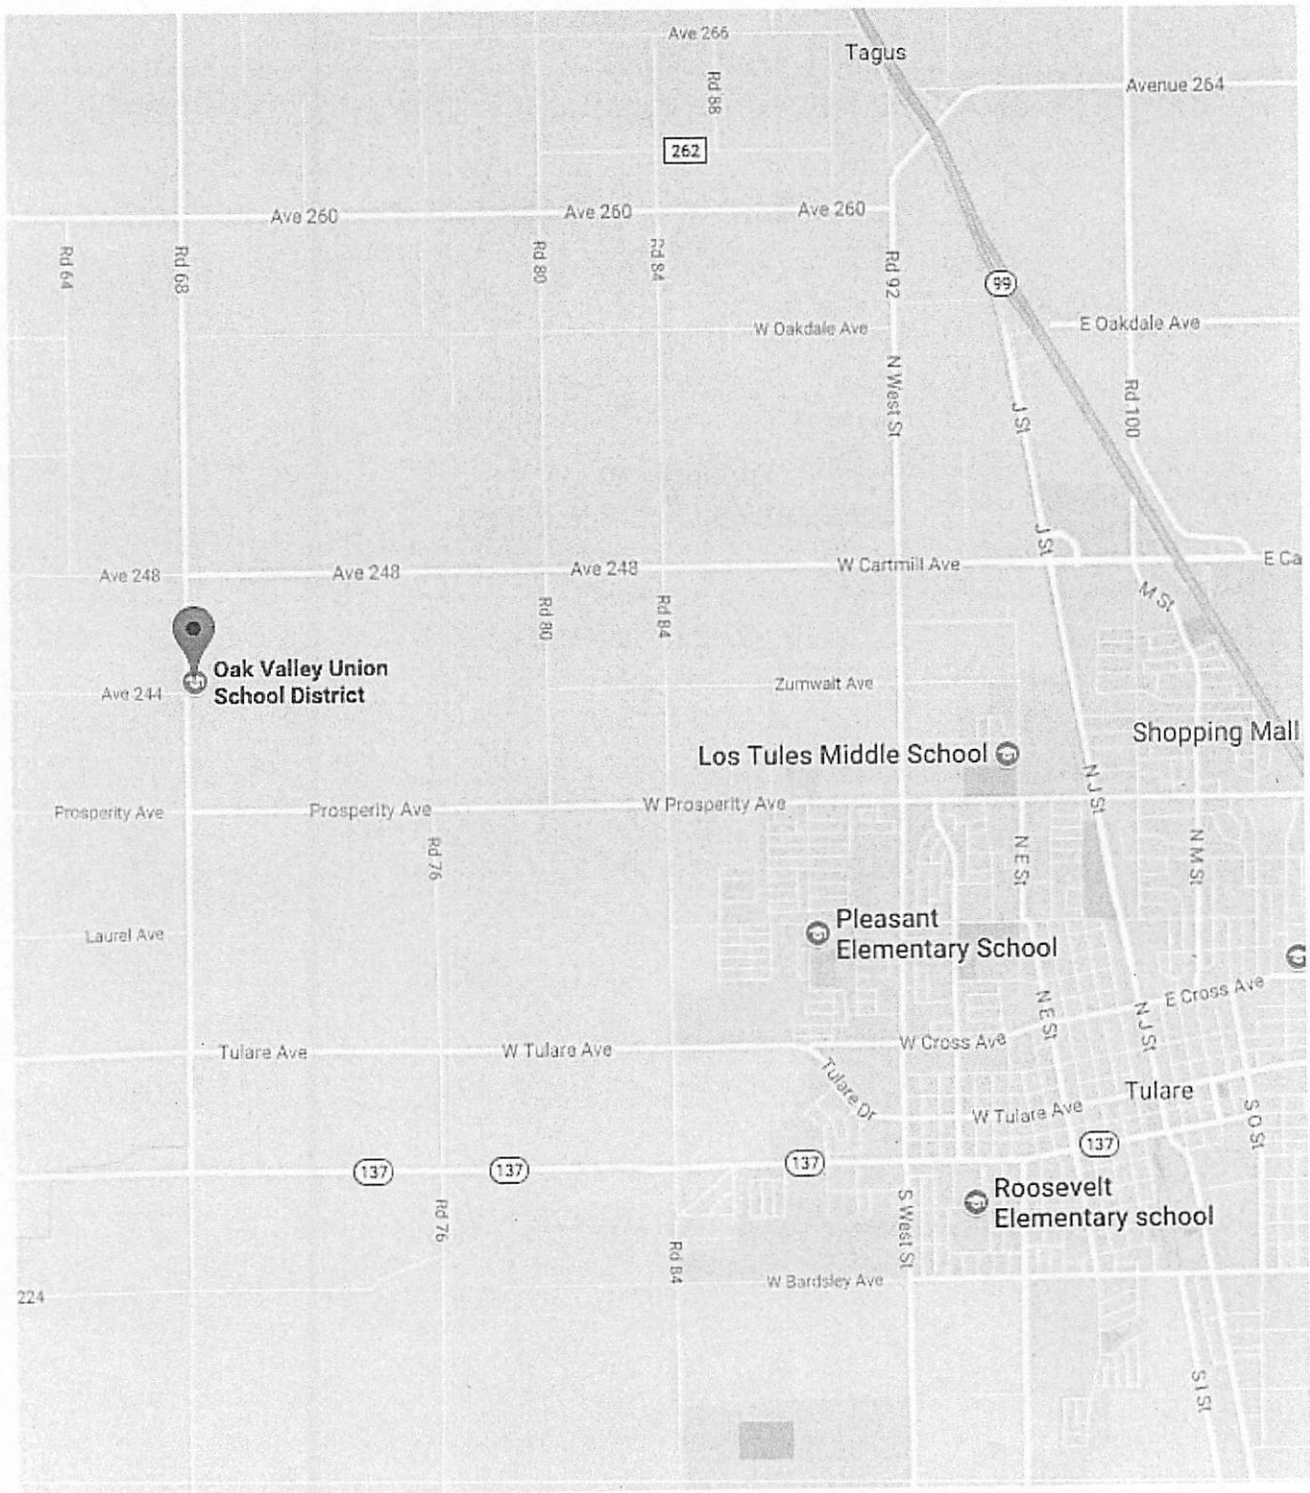 Ave 266
Tagus
Rd 88
Avenue 264
262
Ave 260
Ave 260
Ave 260
Rd 64
Rd 68
Rd 80
Rd 84
Rd 92
99
W Oakdale Ave
E Oakdale Ave
N West St
J St
Rd 100
J St
Ave 248
Ave 248
Ave 248
W Cartmill Ave
E Ca
Rd 80
Rd 84
M St
Oak Valley Union
School District
Ave 244
Zumwalt Ave
Shopping Mall
Los Tules Middle School
N J St
Prosperity Ave
Prosperity Ave
W Prosperity Ave
Rd 76
N E St
N M St
Laurel Ave
Pleasant
Elementary School
E Cross Ave
N E St
N J St
Tulare Ave
W Tulare Ave
W Cross Ave
Tulare Dr
Tulare
W Tulare Ave
S O St
137
137
137
137
Roosevelt
Elementary school
Rd 76
S West St
Rd 84
W Bardsley Ave
224
S I St